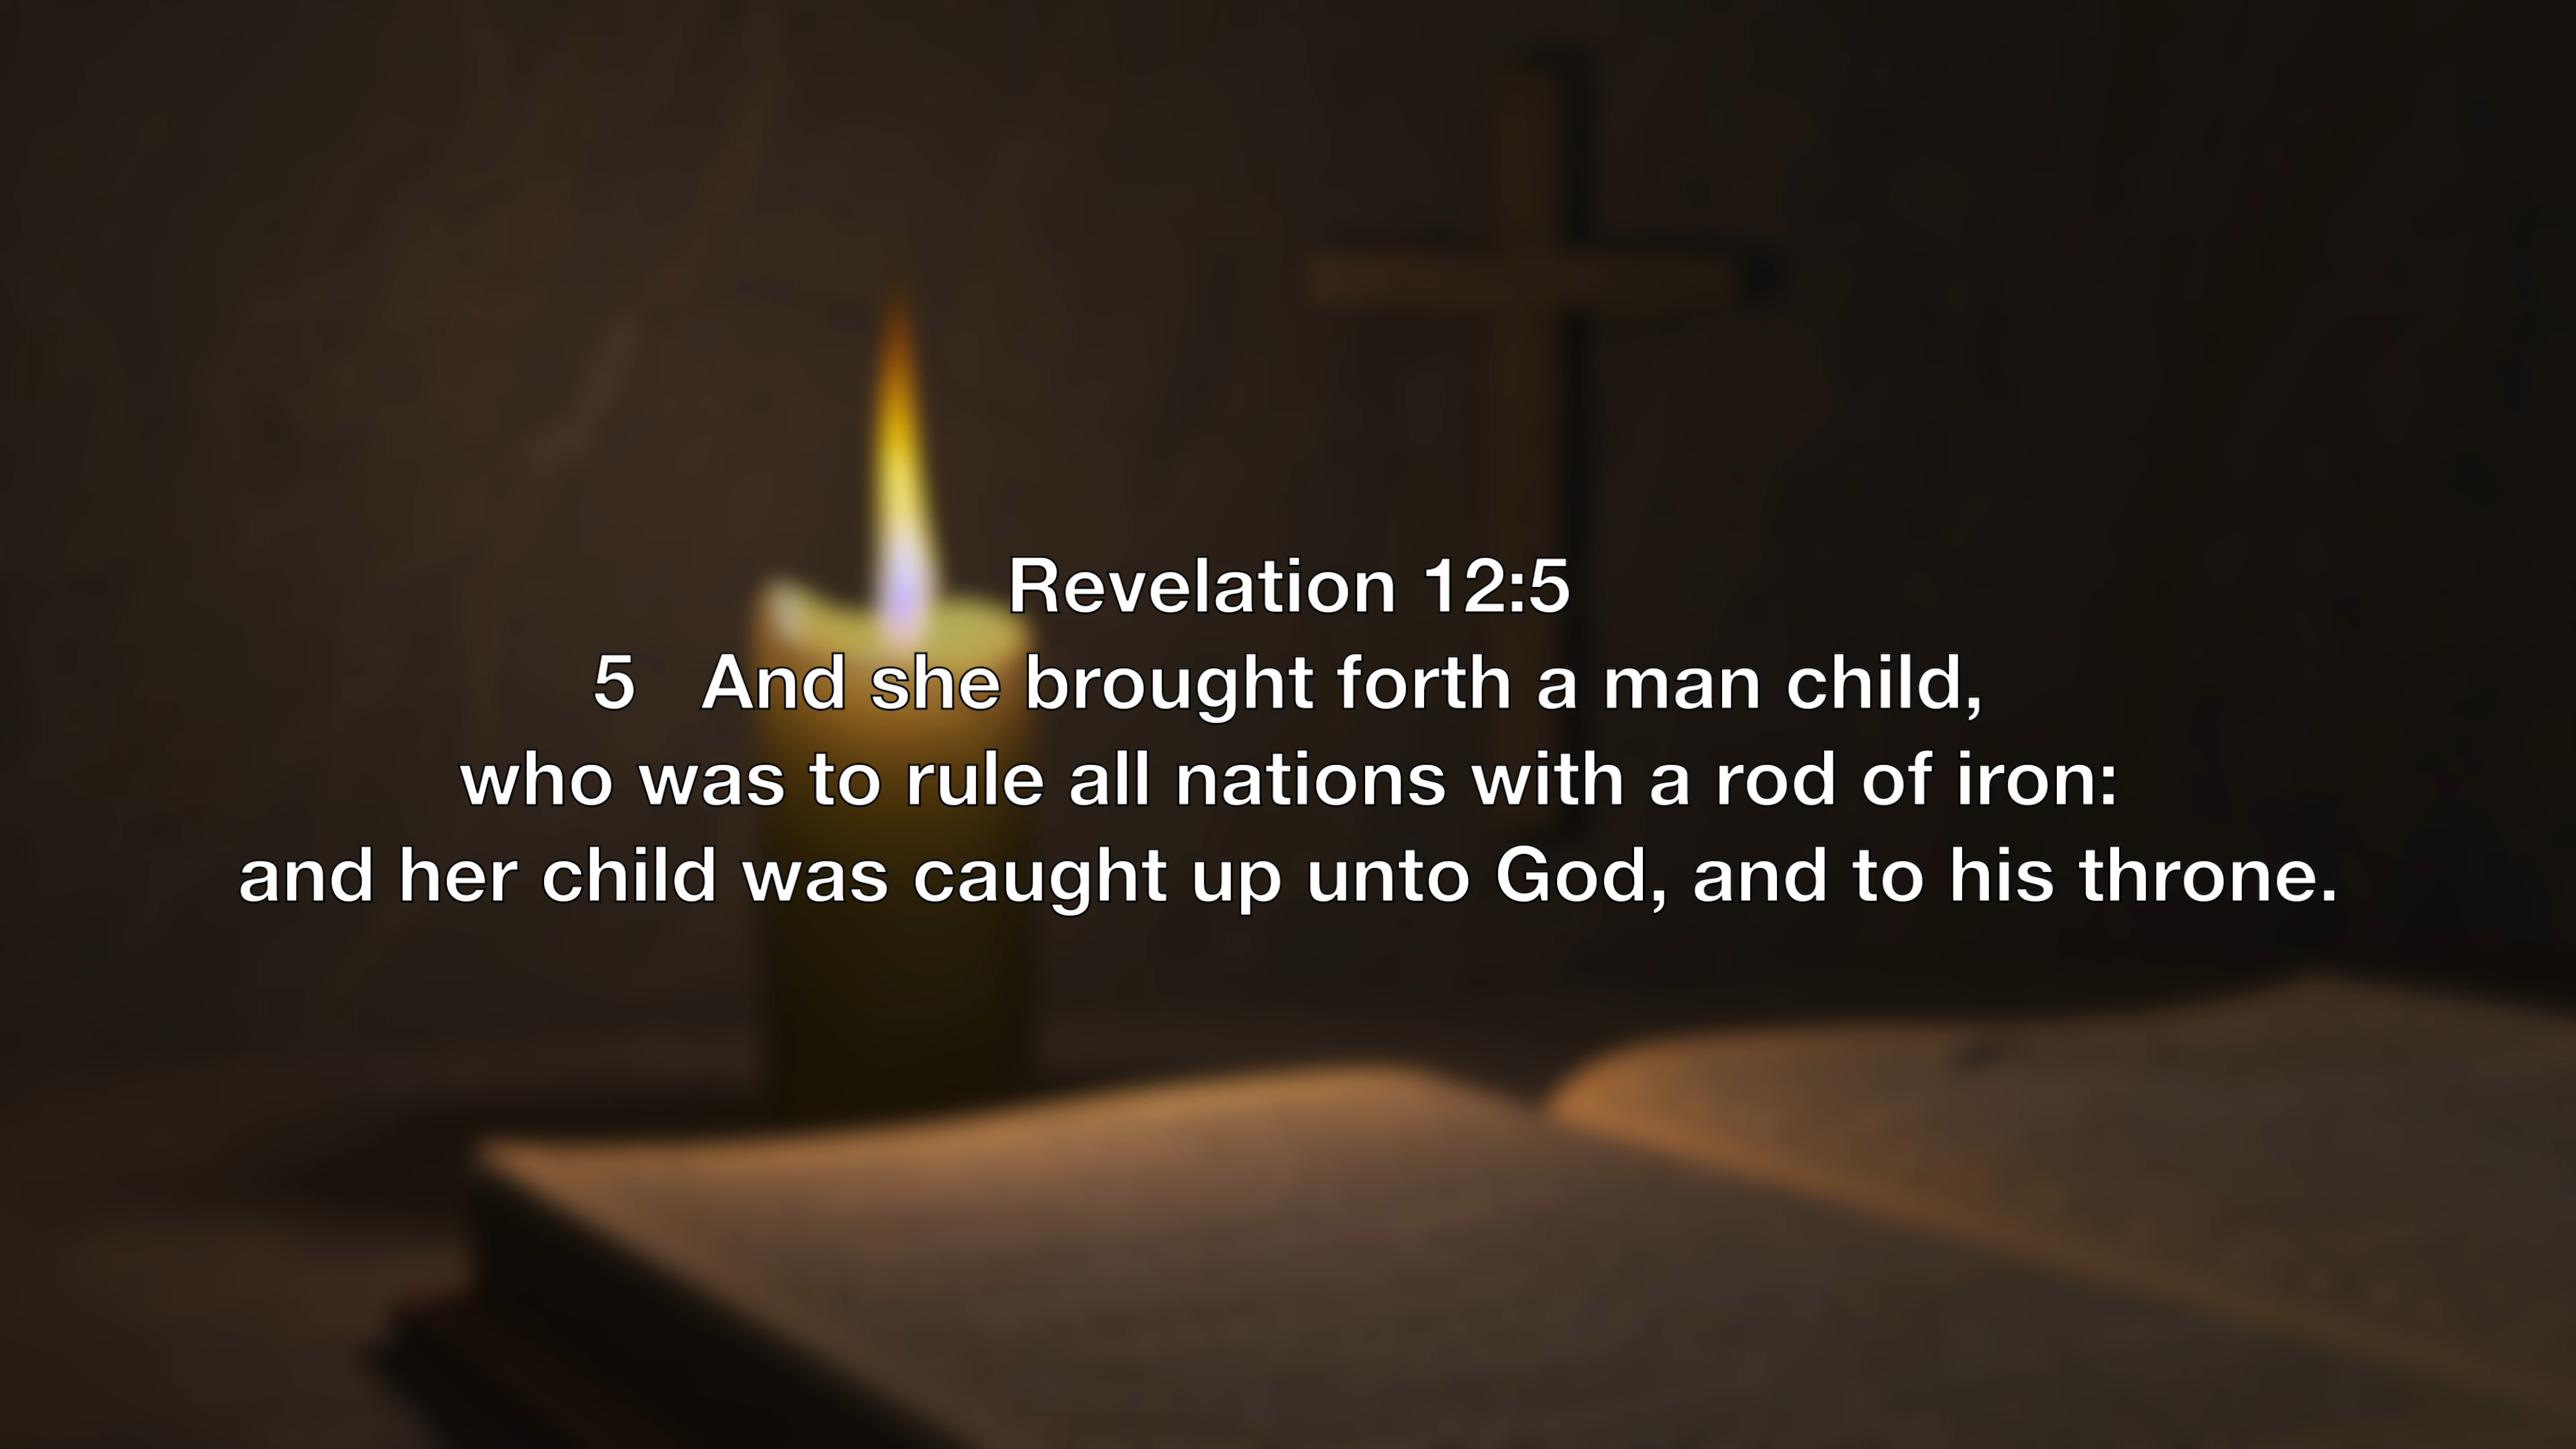 Revelation 12:5
5 And she brought forth a man child,
who was to rule all nations with a rod of iron:
and her child was caught up unto God, and to his throne.